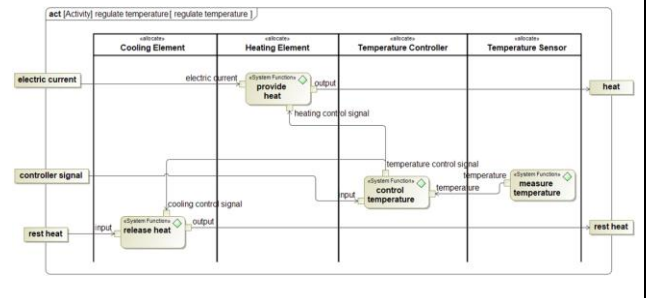 act [Activity] regulate temperature[ regulate temperature ]
«allocate»
Cooling Element
«allocate»
Heating Element
«allocate»
Temperature Controller
«allocate»
Temperature Sensor
electric current
electric current
«System Function»
provide
heat
output
heat
heating control signal
temperature control signal
controller signal
input
«System Function»
control
temperature
temperature
temperature
«System Function»
measure
temperature
cooling control signal
rest heat
input
«System Function»
release heat
output
rest heat